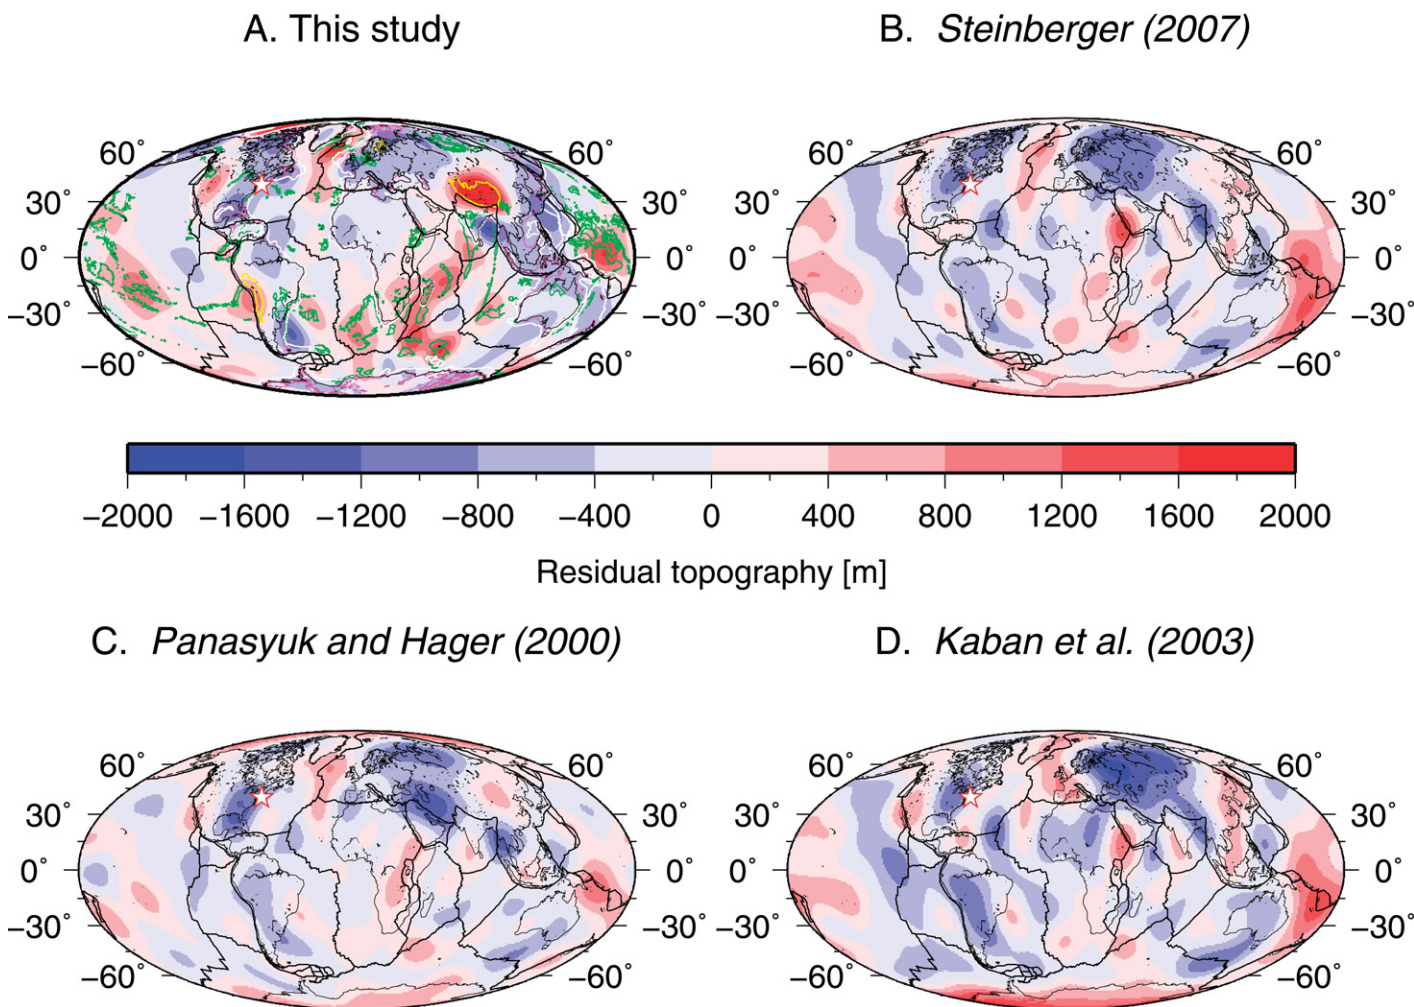 A. This study
B. Steinberger (2007)
60° 60° 60° 60°
30° 30° 30° 30°
0° 0° 0° 0°
−30° −30° −30° −30°
−60° −60° −60° −60°
−2000 −1600 −1200 −800 −400 0 400 800 1200 1600 2000
Residual topography [m]
C. Panasyuk and Hager (2000)
D. Kaban et al. (2003)
60° 60° 60° 60°
30° 30° 30° 30°
0° 0° 0° 0°
−30° −30° −30° −30°
−60° −60° −60° −60°